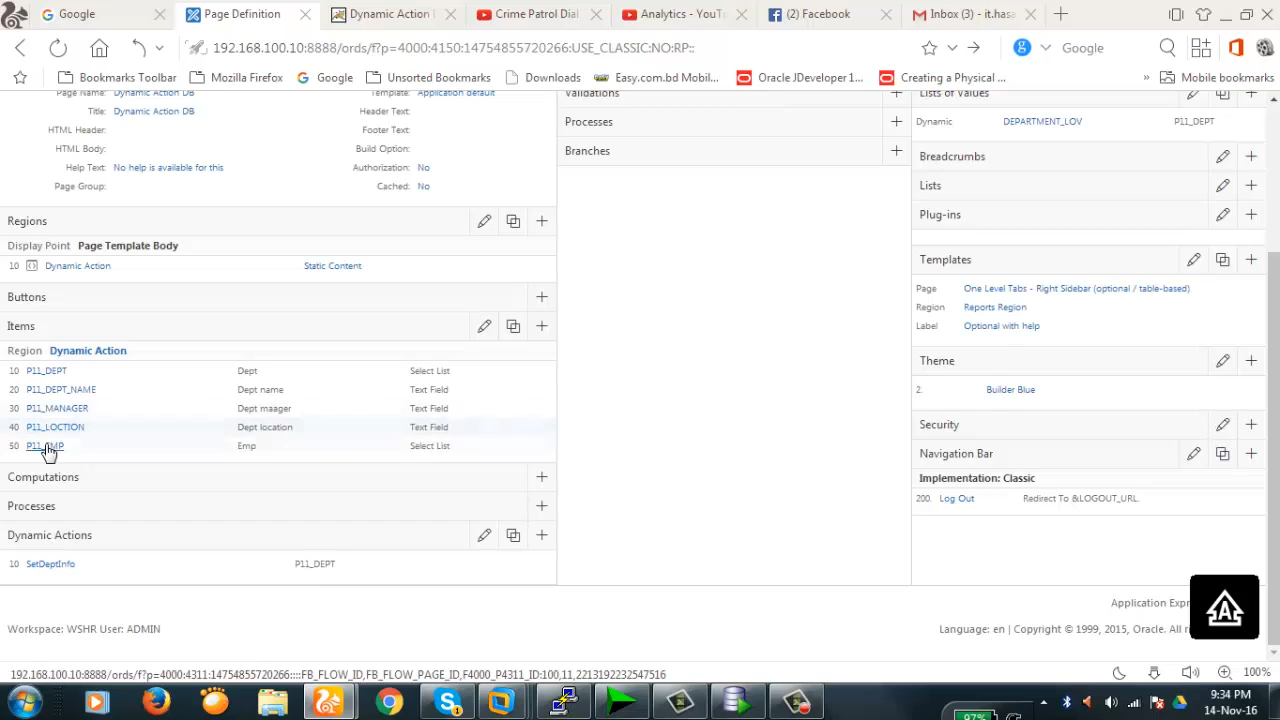 Google
Page Definition
Dynamic Action
Crime Patrol Dial
Analytics - YouTu
(2) Facebook
Inbox (3) - it.hasa
192.168.100.10:8888/ords/f?p=4000:4150:14754855720266:USE_CLASSIC:NO:RP::
Google
Bookmarks Toolbar
Mozilla Firefox
Google
Unsorted Bookmarks
Downloads
Easy.com.bd Mobil...
Oracle JDeveloper 1...
Creating a Physical ...
»
Mobile bookmarks
Page Name: Dynamic Action DB
Template: Application default
Title: Dynamic Action DB
Header Text:
HTML Header:
Footer Text:
HTML Body:
Build Option:
Help Text: No help is available for this
Authorization: No
Page Group:
Cached: No
Regions
Display Point Page Template Body
10 Dynamic Action Static Content
Buttons
Items
Region Dynamic Action
10 P11_DEPT Dept Select List
20 P11_DEPT_NAME Dept name Text Field
30 P11_MANAGER Dept maager Text Field
40 P11_LOCTION Dept location Text Field
50 P11_EMP Emp Select List
Computations
Processes
Dynamic Actions
10 SetDeptInfo P11_DEPT
Validations
Processes
Branches
Lists of Values
Dynamic DEPARTMENT_LOV P11_DEPT
Breadcrumbs
Lists
Plug-ins
Templates
Page One Level Tabs - Right Sidebar (optional / table-based)
Region Reports Region
Label Optional with help
Theme
2. Builder Blue
Security
Navigation Bar
Implementation: Classic
200. Log Out Redirect To &LOGOUT_URL.
Application Expr
Workspace: WSHR User: ADMIN
Language: en | Copyright © 1999, 2015, Oracle. All ri
192.168.100.10:8888/ords/f?p=4000:4311:14754855720266::::FB_FLOW_ID,FB_FLOW_PAGE_ID,F4000_P4311_ID:100,11,2213192232547516
100%
9:34 PM
14-Nov-16
97%